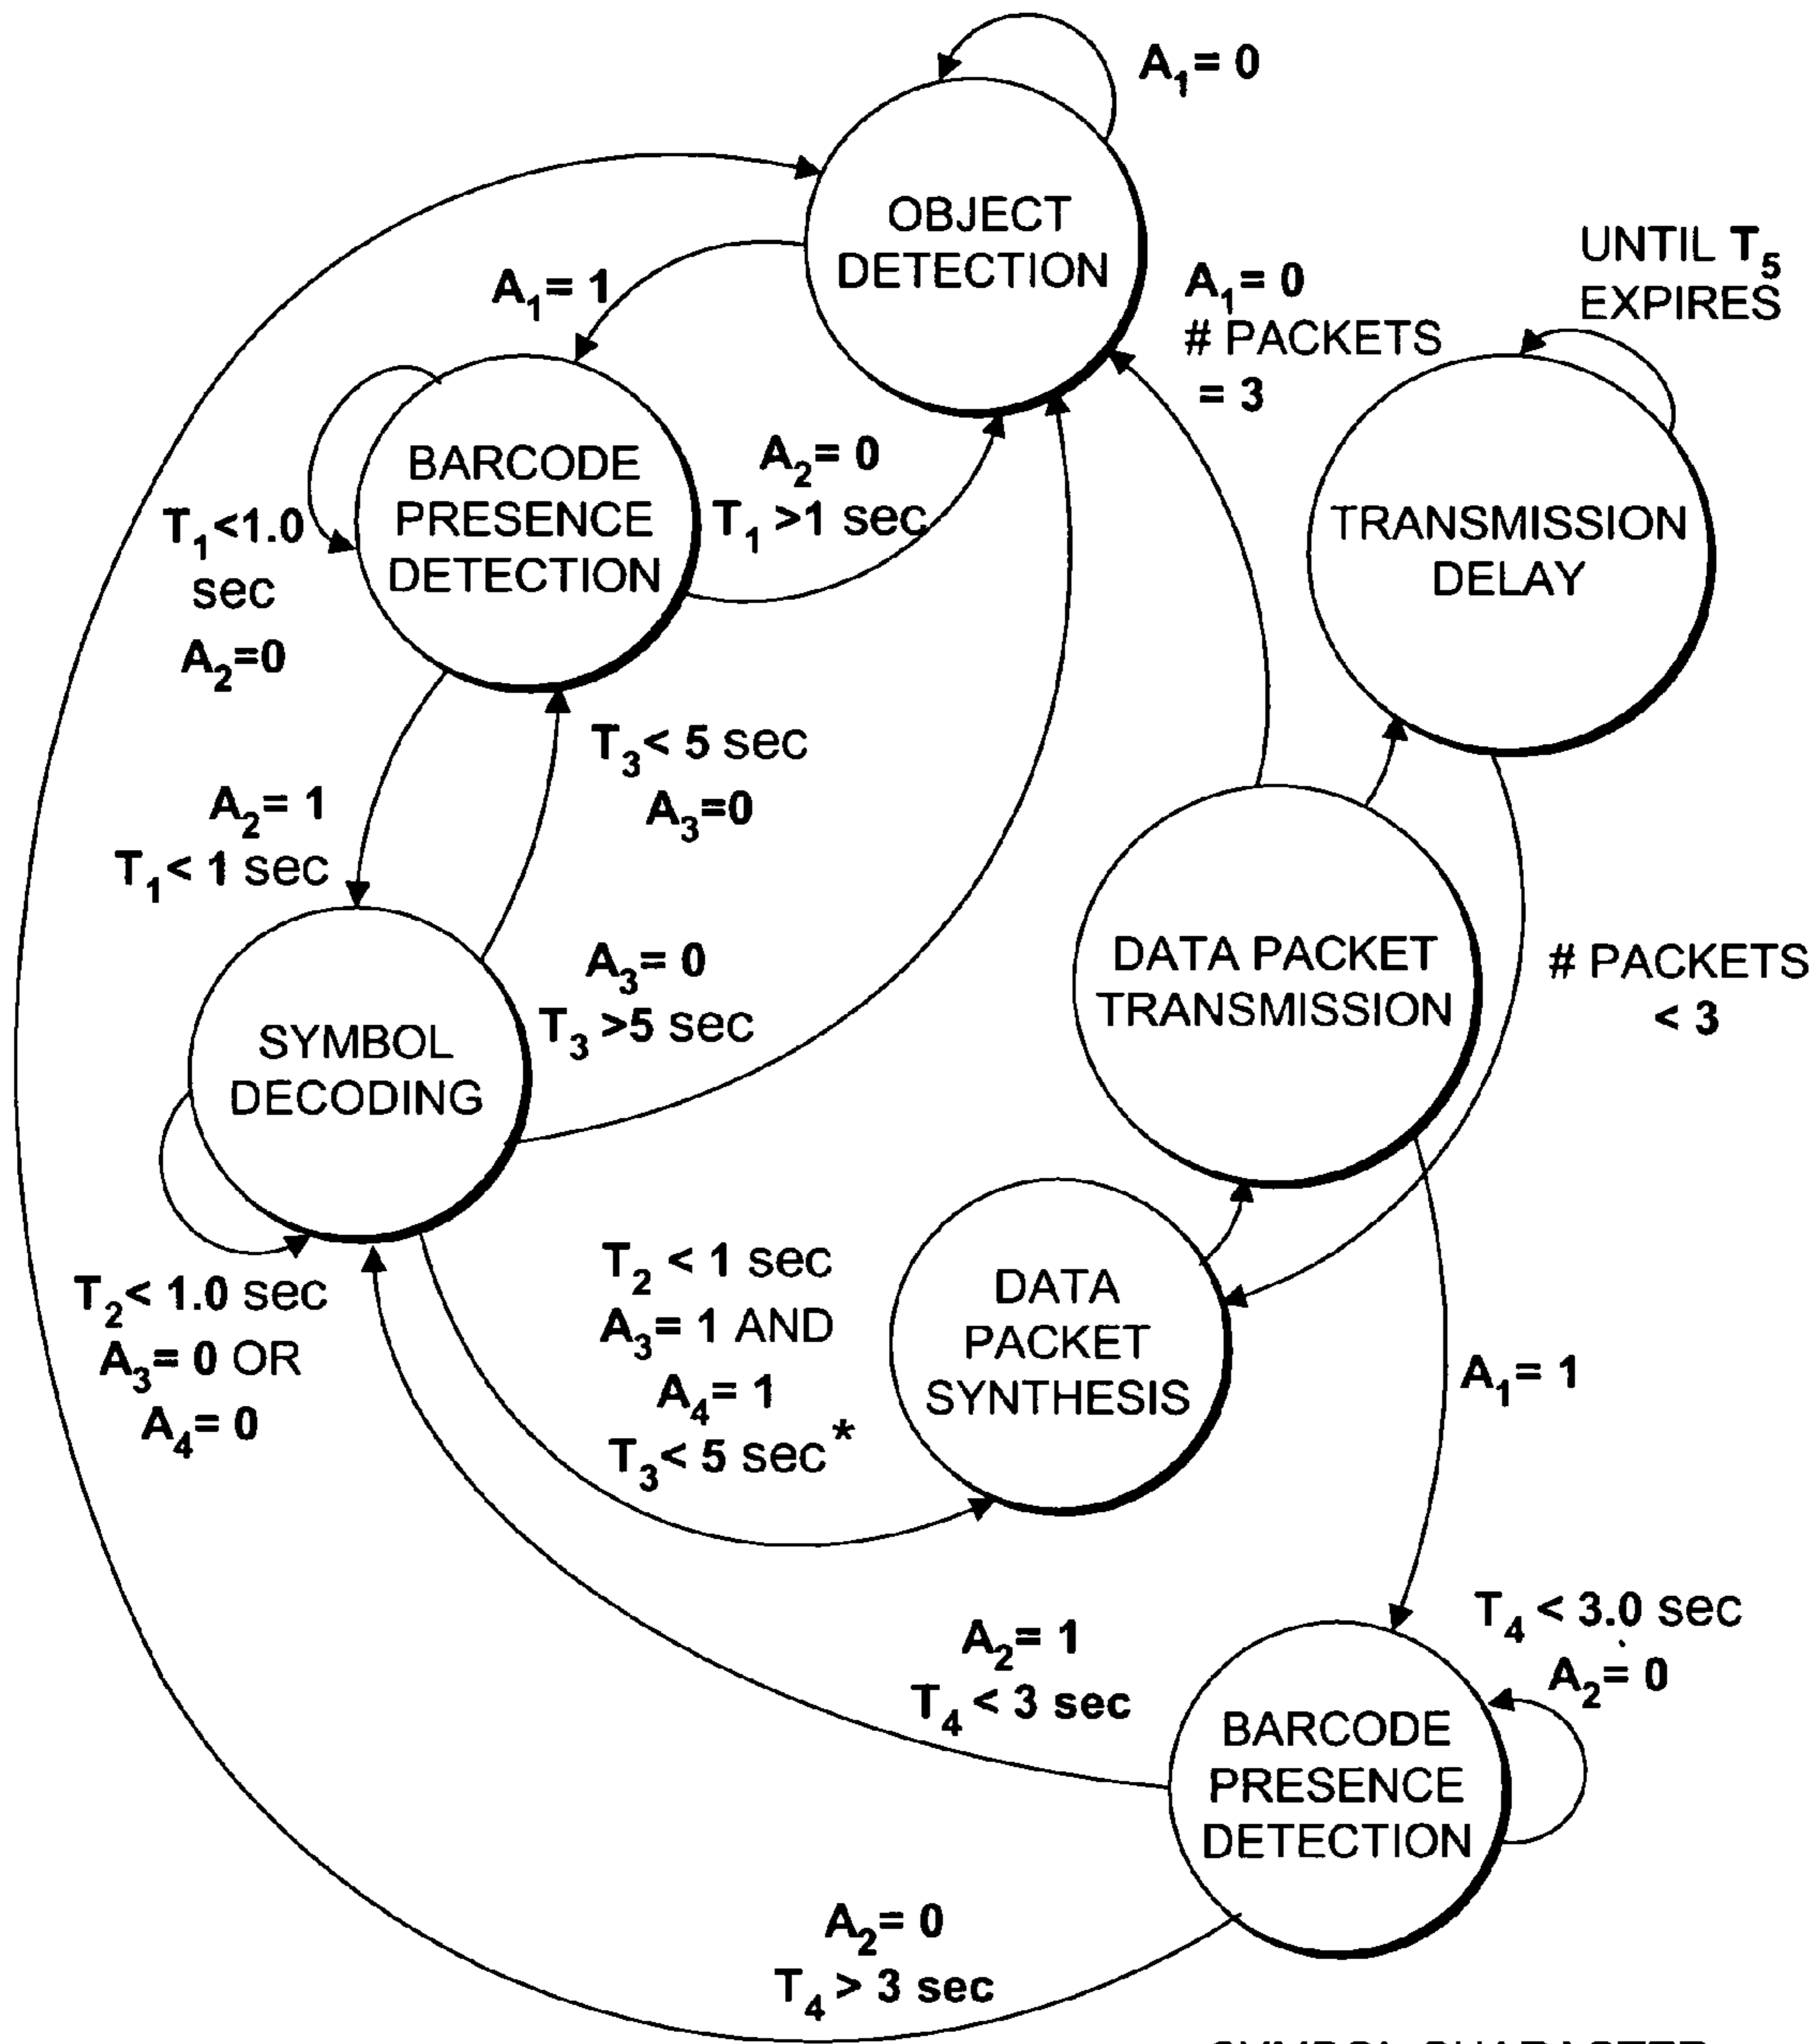 A₁= 0
OBJECT
DETECTION
A₁= 1
A₁= 0
# PACKETS
= 3
UNTIL T₅
EXPIRES
BARCODE
PRESENCE
DETECTION
T₁<1.0
sec
A₂=0
A₂= 0
T₁ >1 sec
TRANSMISSION
DELAY
T₃< 5 sec
A₃=0
A₂= 1
T₁< 1 sec
A₃= 0
T₃ >5 sec
DATA PACKET
TRANSMISSION
# PACKETS
< 3
SYMBOL
DECODING
T₂< 1.0 sec
A₃= 0 OR
A₄= 0
T₂ < 1 sec
A₃= 1 AND
A₄= 1
T₃< 5 sec*
DATA
PACKET
SYNTHESIS
A₁= 1
T₄ < 3.0 sec
A₂= 0
A₂= 1
T₄ < 3 sec
BARCODE
PRESENCE
DETECTION
A₂= 0
T₄ > 3 sec